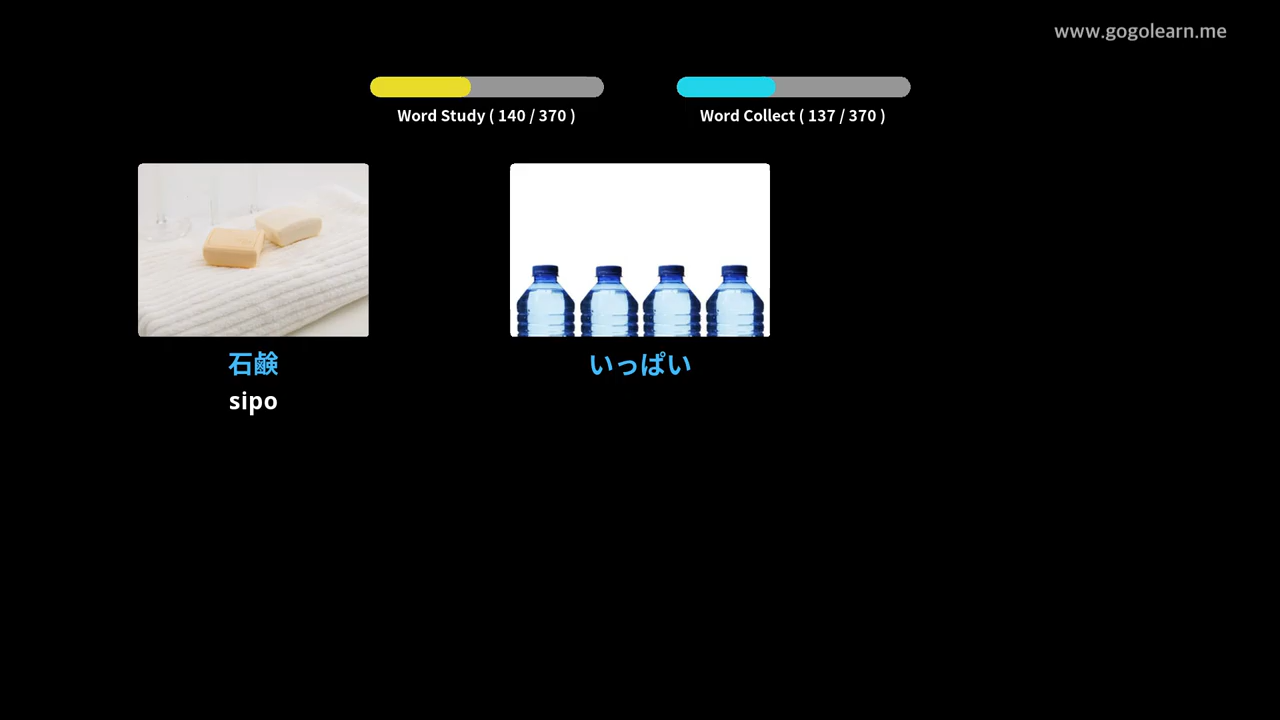 www.gogolearn.me
Word Study ( 140 / 370 )
Word Collect ( 137 / 370 )
石鹸
sipo
いっぱい